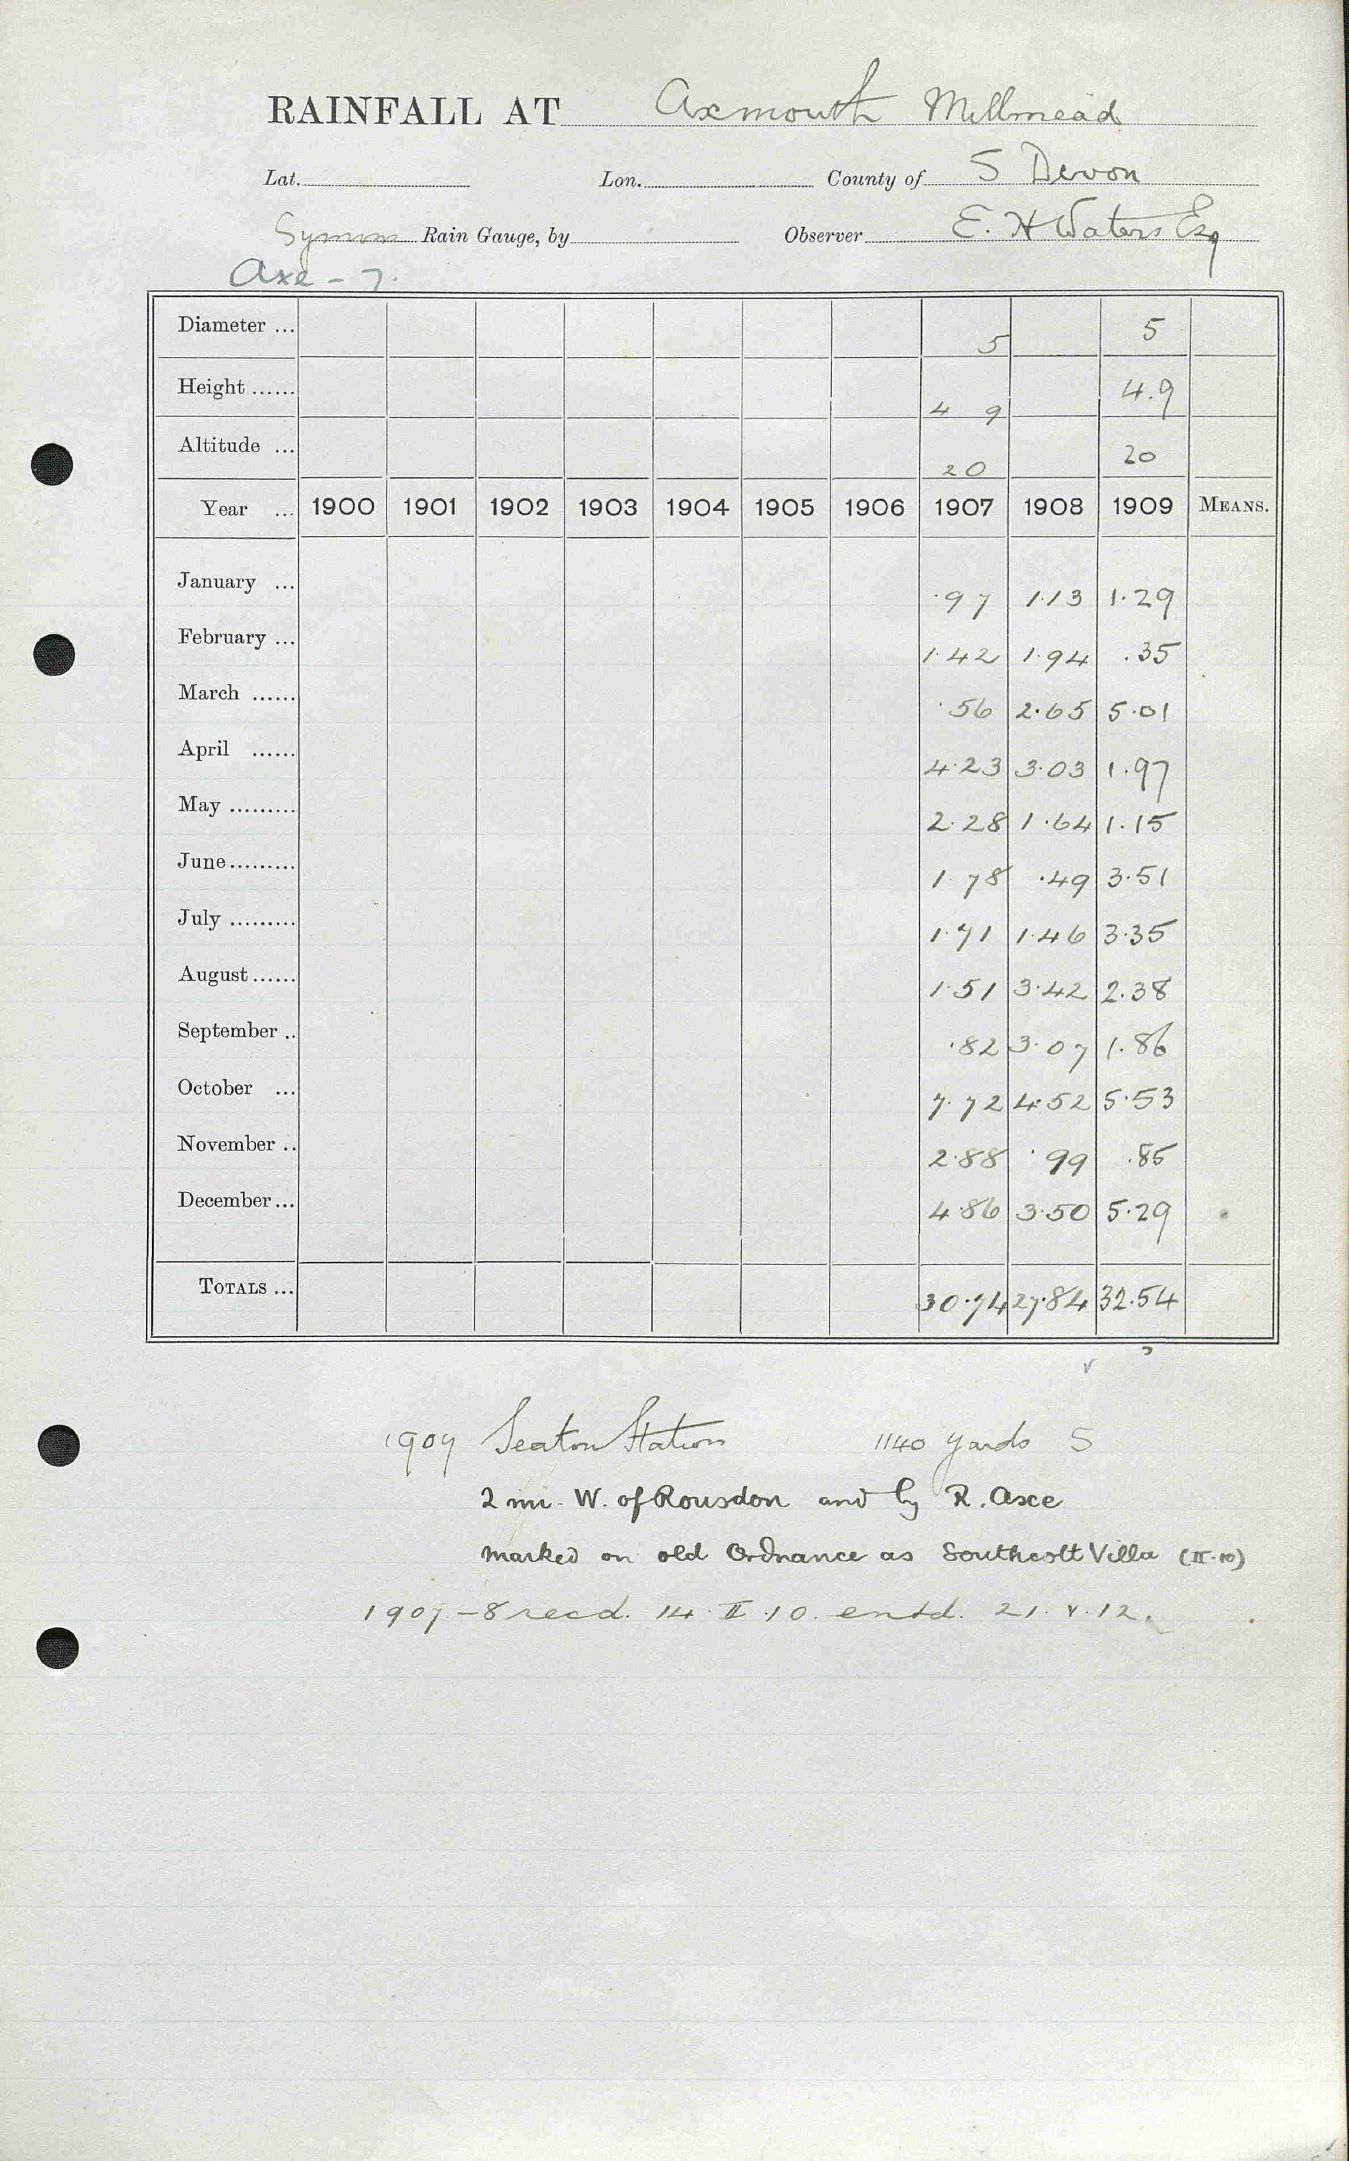 RAINFALL AT Axmouth Millmead
Lat. Lon. County of S Devon
Symons Rain Gauge, by Observer E. H Waters Esq
Axe - 7.
Diameter ... 5 5
Height ...... 4 9 4.9
Altitude ... 20 20
Year ... 1900 1901 1902 1903 1904 1905 1906 1907 1908 1909 MEANS.
January ... .97 1.13 1.29
February ... 1.42 1.94 .35
March ...... .56 2.65 5.01
April ...... 4.23 3.03 1.97
May ......... 2.28 1.64 1.15
June ......... 1.78 .49 3.51
July ......... 1.71 1.46 3.35
August ...... 1.51 3.42 2.38
September .. .82 3.07 1.86
October ... 7.72 4.52 5.53
November .. 2.88 .99 .85
December ... 4.86 3.50 5.29
TOTALS ... 30.74 27.84 32.54
1907 Seaton Station 1140 yards S
2 mi. W. of Rousdon and by R. Axe
marked on old Ordnance as Southcott Villa (II.10)
1907-8 recd. 14.II.10. entd. 21.V.12.